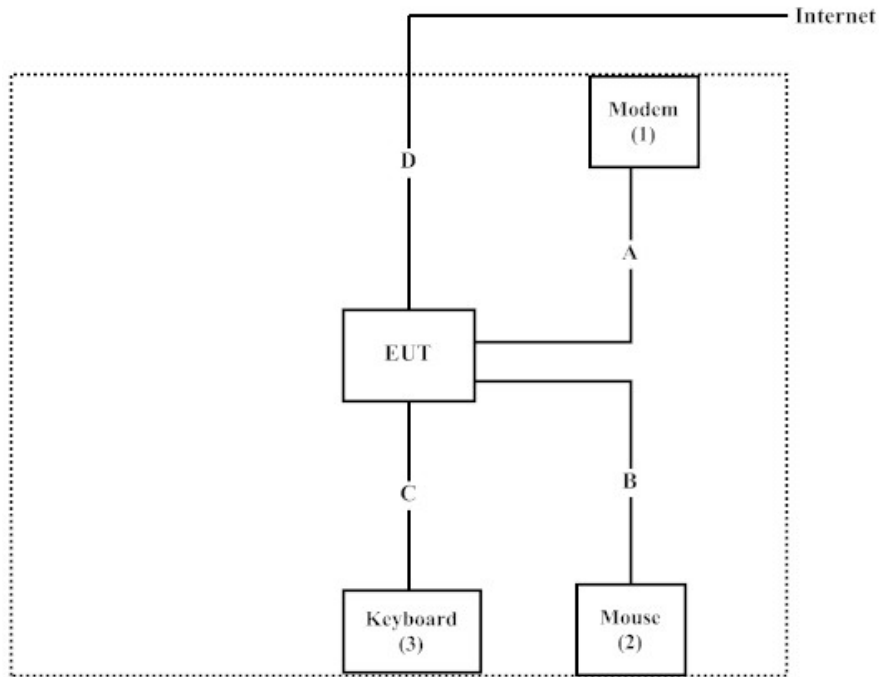 Internet
Modem
(1)
D
A
EUT
C
B
Keyboard
(3)
Mouse
(2)